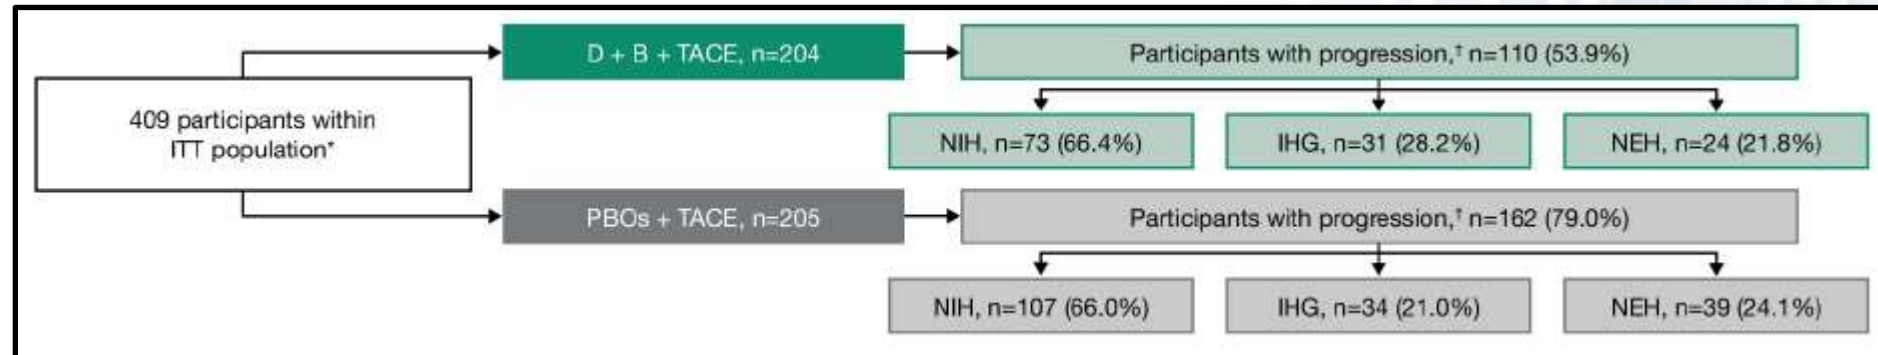 409 participants within
ITT population*
D + B + TACE, n=204
Participants with progression,† n=110 (53.9%)
NIH, n=73 (66.4%)
IHG, n=31 (28.2%)
NEH, n=24 (21.8%)
PBOs + TACE, n=205
Participants with progression,† n=162 (79.0%)
NIH, n=107 (66.0%)
IHG, n=34 (21.0%)
NEH, n=39 (24.1%)